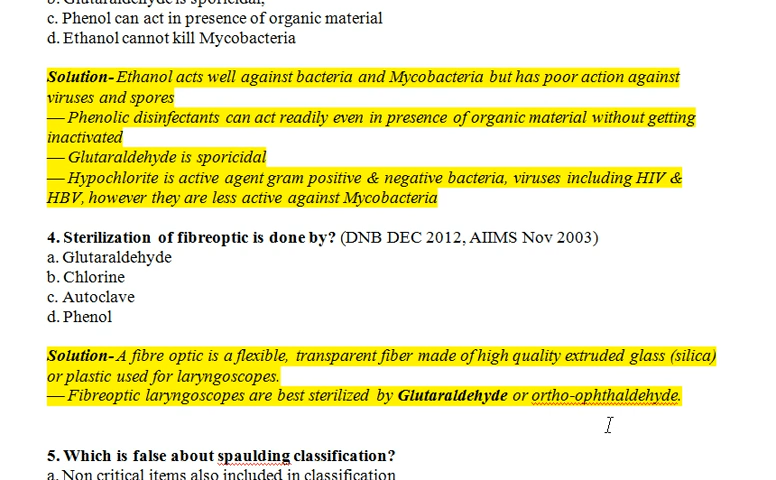 b. Glutaraldehyde is sporicidal,
c. Phenol can act in presence of organic material
d. Ethanol cannot kill Mycobacteria
Solution- Ethanol acts well against bacteria and Mycobacteria but has poor action against
viruses and spores
— Phenolic disinfectants can act readily even in presence of organic material without getting
inactivated
— Glutaraldehyde is sporicidal
— Hypochlorite is active agent gram positive & negative bacteria, viruses including HIV &
HBV, however they are less active against Mycobacteria
4. Sterilization of fibreoptic is done by? (DNB DEC 2012, AIIMS Nov 2003)
a. Glutaraldehyde
b. Chlorine
c. Autoclave
d. Phenol
Solution- A fibre optic is a flexible, transparent fiber made of high quality extruded glass (silica)
or plastic used for laryngoscopes.
— Fibreoptic laryngoscopes are best sterilized by Glutaraldehyde or ortho-ophthaldehyde.
5. Which is false about spaulding classification?
a. Non critical items also included in classification